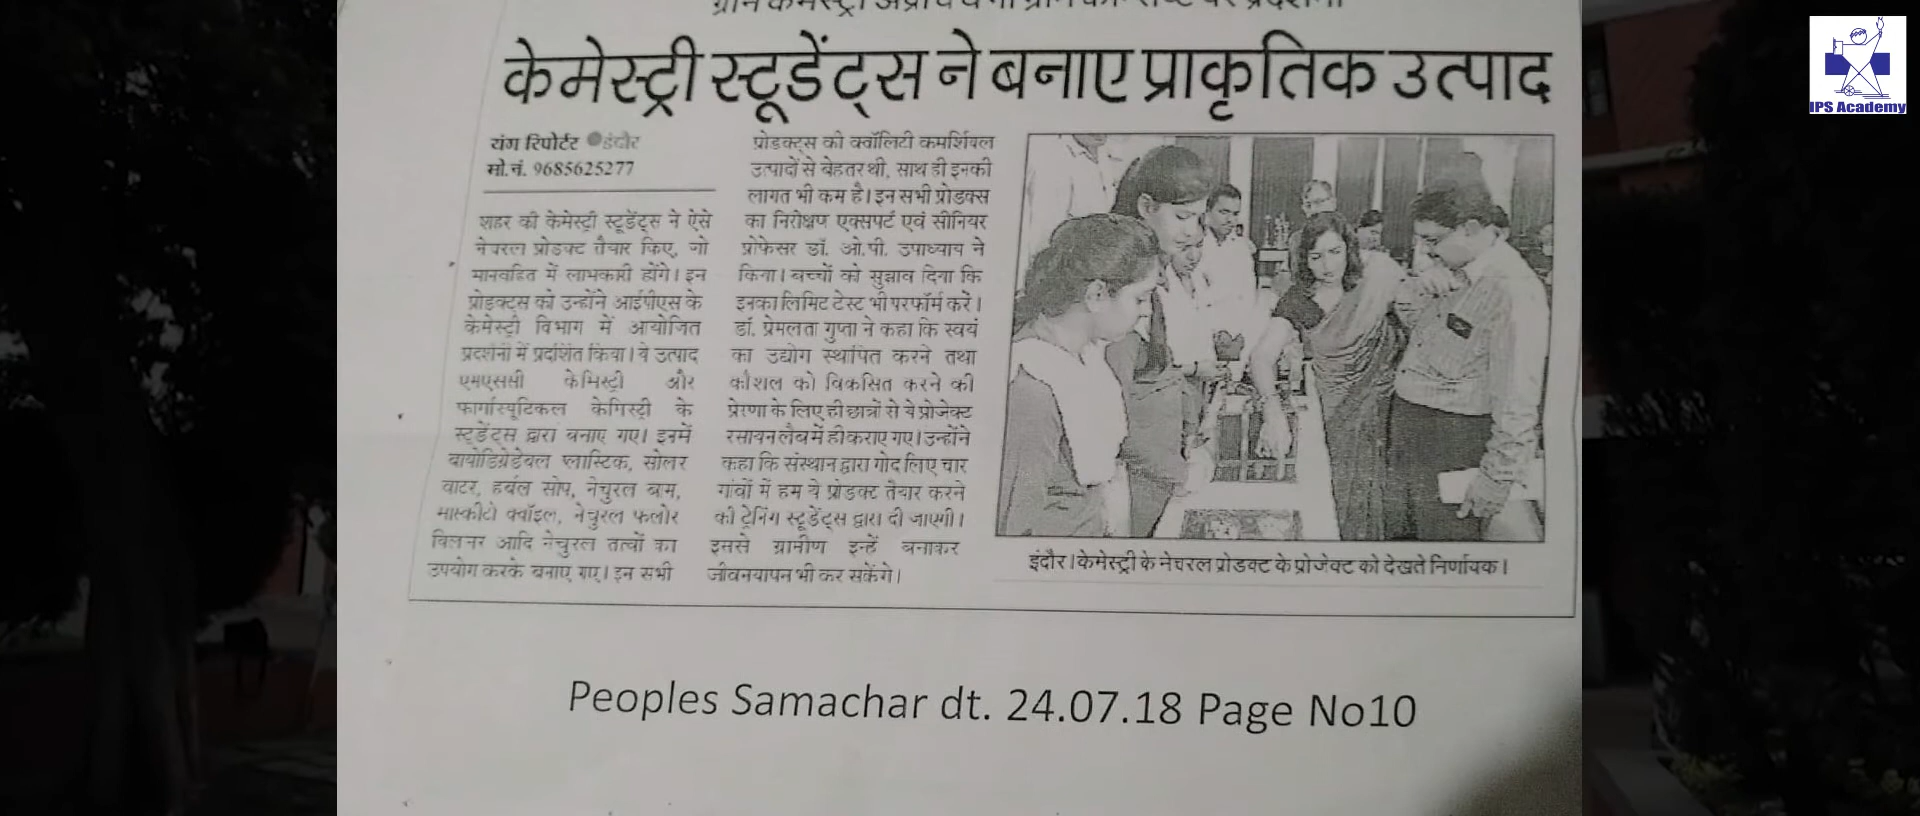 केमेस्ट्री स्टूडेंट्स ने बनाए प्राकृतिक उत्पाद
यंग रिपोर्टर ● इंदौर
मो.नं. 9685625277
शहर की केमेस्ट्री स्टूडेंट्स ने ऐसे
नेचरल प्रोडक्ट तैयार किए, जो
मानवहित में लाभकारी होंगे। इन
प्रोडक्ट्स को उन्होंने आईपीएस के
केमेस्ट्री विभाग में आयोजित
प्रदर्शनी में प्रदर्शित किया। ये उत्पाद
एमएससी केमिस्ट्री और
फार्मास्यूटिकल केमिस्ट्री के
स्टूडेंट्स द्वारा बनाए गए। इनमें
बायोडिग्रेडेबल प्लास्टिक, सोलर
वाटर, हर्बल सोप, नेचुरल बाम,
मास्कीटो क्वॉइल, नेचुरल फ्लोर
क्लिनर आदि नेचुरल तत्वों का
उपयोग करके बनाए गए। इन सभी
प्रोडक्ट्स की क्वॉलिटी कमर्शियल
उत्पादों से बेहतर थी, साथ ही इनकी
लागत भी कम है। इन सभी प्रोडक्स
का निरीक्षण एक्सपर्ट एवं सीनियर
प्रोफेसर डॉ. ओ.पी. उपाध्याय ने
किया। बच्चों को सुझाव दिया कि
इनका लिमिट टेस्ट भी परफॉर्म करें।
डॉ. प्रेमलता गुप्ता ने कहा कि स्वयं
का उद्योग स्थापित करने तथा
कौशल को विकसित करने की
प्रेरणा के लिए ही छात्रों से ये प्रोजेक्ट
रसायन लैब में ही कराए गए। उन्होंने
कहा कि संस्थान द्वारा गोद लिए चार
गांवों में हम ये प्रोडक्ट तैयार करने
की ट्रेनिंग स्टूडेंट्स द्वारा दी जाएगी।
इससे ग्रामीण इन्हें बनाकर
जीवनयापन भी कर सकेंगे।
इंदौर। केमेस्ट्री के नेचरल प्रोडक्ट के प्रोजेक्ट को देखते निर्णायक।
Peoples Samachar dt. 24.07.18 Page No10
IPS Academy